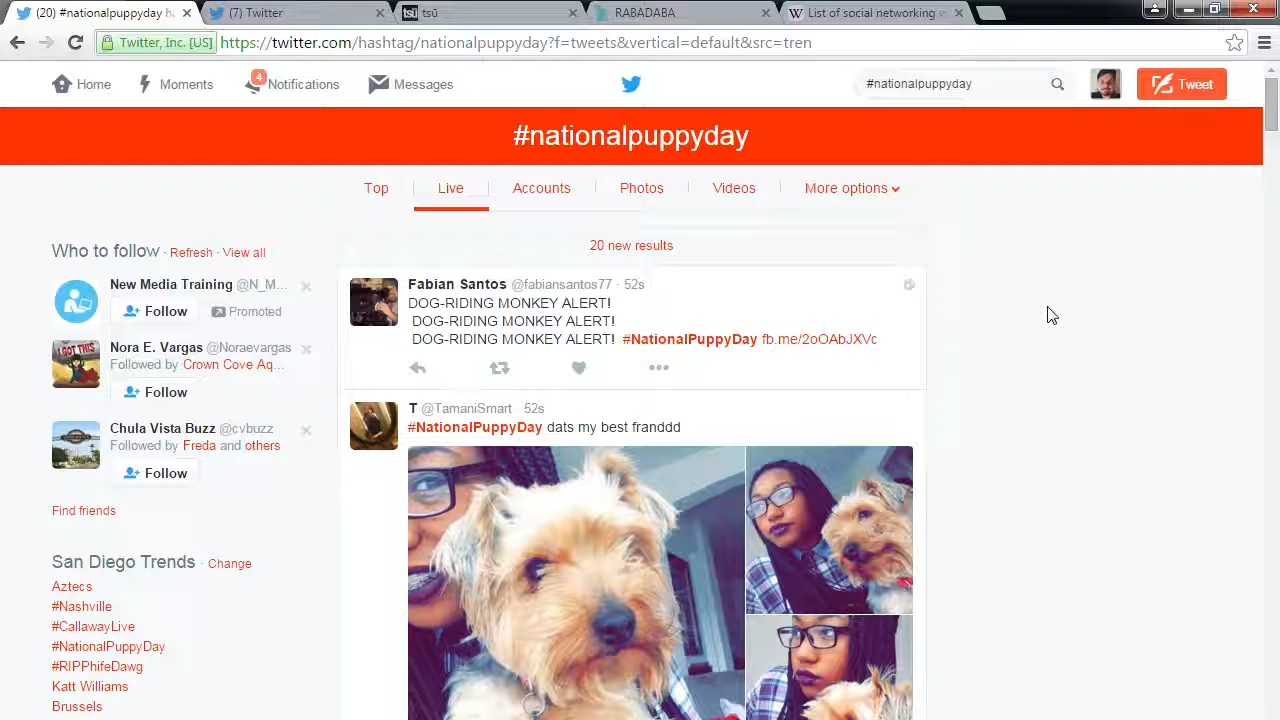 (20) #nationalpuppyday ha
(7) Twitter
tsū
RABADABA
List of social networking w
Twitter, Inc. [US]
https://twitter.com/hashtag/nationalpuppyday?f=tweets&vertical=default&src=tren
Home
Moments
4
Notifications
Messages
#nationalpuppyday
Tweet
#nationalpuppyday
Top
Live
Accounts
Photos
Videos
More options
Who to follow · Refresh · View all
New Media Training @N_M...
Follow
Promoted
Nora E. Vargas @Noraevargas
Followed by Crown Cove Aq...
Follow
Chula Vista Buzz @cvbuzz
Followed by Freda and others
Follow
Find friends
San Diego Trends · Change
Aztecs
#Nashville
#CallawayLive
#NationalPuppyDay
#RIPPhifeDawg
Katt Williams
Brussels
20 new results
Fabian Santos @fabiansantos77 · 52s
DOG-RIDING MONKEY ALERT!
DOG-RIDING MONKEY ALERT!
DOG-RIDING MONKEY ALERT! #NationalPuppyDay fb.me/2oOAbJXVc
T @TamaniSmart 52s
#NationalPuppyDay dats my best franddd